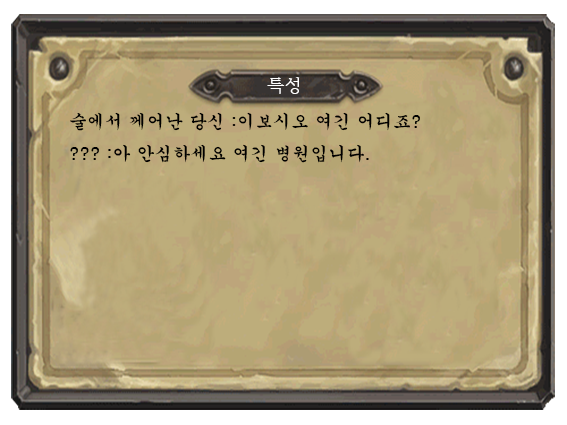 특성
술에서 께어난 당신 :이보시오 여긴 어디죠?
??? :아 안심하세요 여긴 병원입니다.